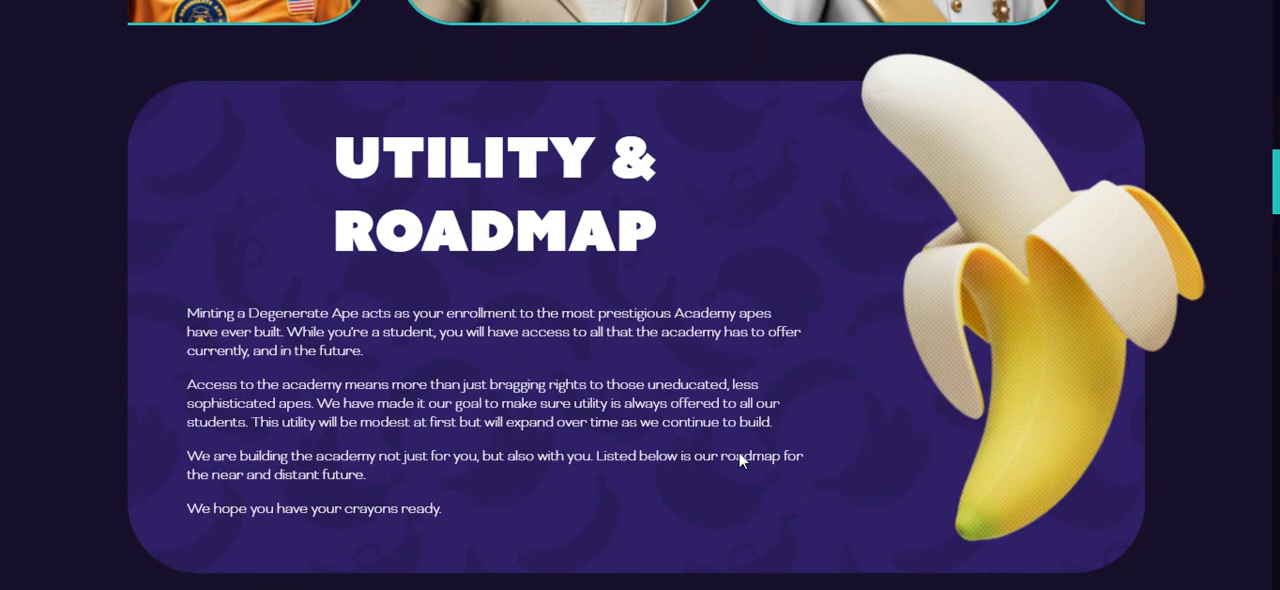 UTILITY &
ROADMAP
Minting a Degenerate Ape acts as your enrollment to the most prestigious Academy apes
have ever built. While you're a student, you will have access to all that the academy has to offer
currently, and in the future.
Access to the academy means more than just bragging rights to those uneducated, less
sophisticated apes. We have made it our goal to make sure utility is always offered to all our
students. This utility will be modest at first but will expand over time as we continue to build.
We are building the academy not just for you, but also with you. Listed below is our roadmap for
the near and distant future.
We hope you have your crayons ready.